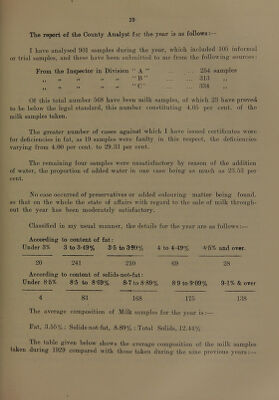 39
The report of the County Analyst for the year is as follows:—
I have analysed 901 samples during the year, which included 105 informal
or trial samples, and these have been submitted to me from the following sources:
From the Inspector in Division "A" ... ... 254 samples
" " " " "B" ... ... 313 "
" " " " "C" ... ... 334 "
Of this total number 568 have been milk samples, of which 23 have proved
to be below the legal standard, this number constituting 4.05 per cent. of the
milk samples taken.
The greater number of cases against which I have issued certificates were
for deficiencies in fat, as 19 samples were faulty in this respect, the deficiencies
varying from 4.00 per cent. to 29.33 per cent.
The remaining four samples were unsatisfactory by reason of the addition
of water, the proportion of added water in one case being as much as 23.53 per
cent.
No case occurred of preservatives or added colouring matter being found,
so that on the whole the state of affairs with regard to the sale of milk through-
out the year has been moderately satisfactory.
Classified in my usual manner, the details for the year are as follows:—
According to content of fat:
Under 3% 3 to 3·49% 3·5 to 3·99% 4 to 4·49% 4·5% and over.
20 241 210 69 28
According to content of solids-not-fat:
Under 8·5% 8·5 to 8·69% 8·7 to 8·89% 8·9 to 9·09% 9·1% & over
4 83 168 175 138
The average composition of Milk samples for the year is:—
Fat, 3.55%: Solids not fat, 8.89%: Total Solids, 12.44%
The table given below shows the average composition of the milk samples
taken during 1929 compared with those taken during the nine previous years:—